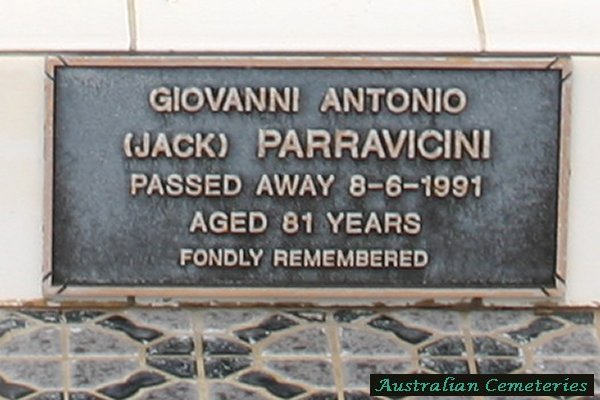 GIOVANNI ANTONIO
(JACK) PARRAVICINI
PASSED AWAY 8-6-1991
AGED 81 YEARS
FONDLY REMEMBERED
Australian Cemeteries